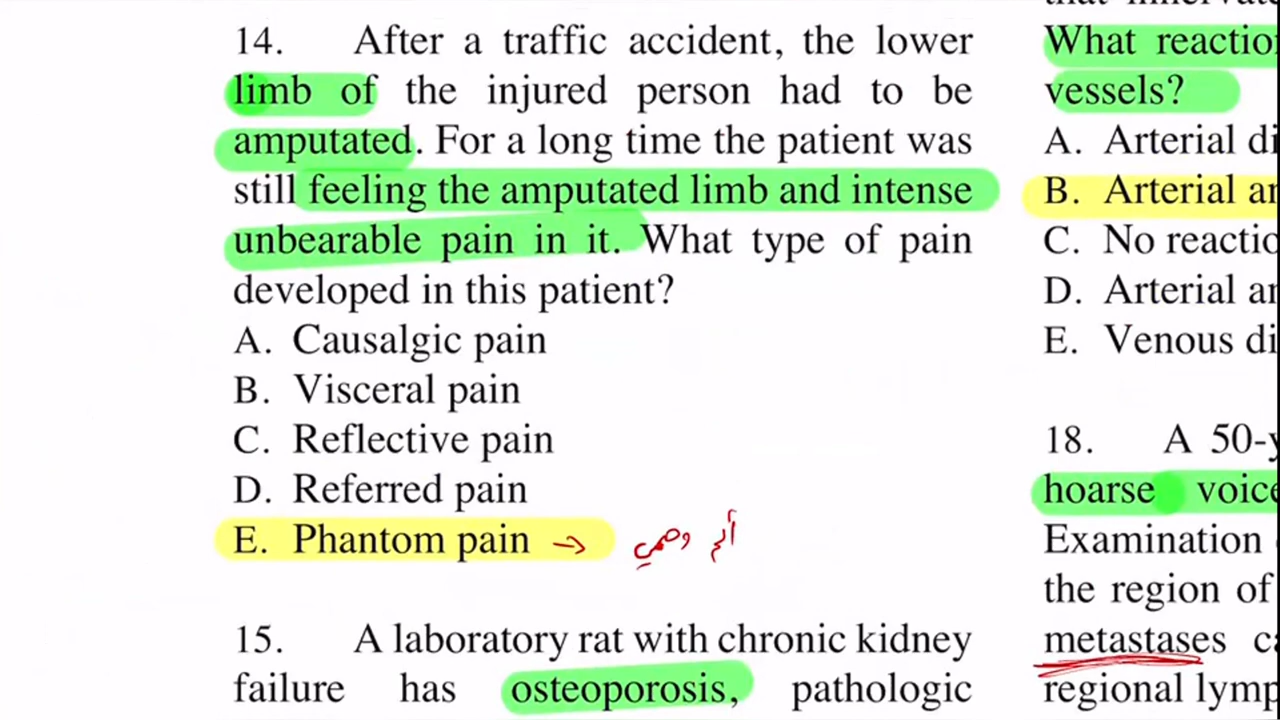 14. After a traffic accident, the lower
limb of the injured person had to be
amputated. For a long time the patient was
still feeling the amputated limb and intense
unbearable pain in it. What type of pain
developed in this patient?
A. Causalgic pain
B. Visceral pain
C. Reflective pain
D. Referred pain
E. Phantom pain → ألم وهمي
15. A laboratory rat with chronic kidney
failure has osteoporosis, pathologic
What reactio
vessels?
A. Arterial di
B. Arterial an
C. No reactio
D. Arterial an
E. Venous di
18. A 50-y
hoarse voice
Examination
the region of
metastases ca
regional lymp